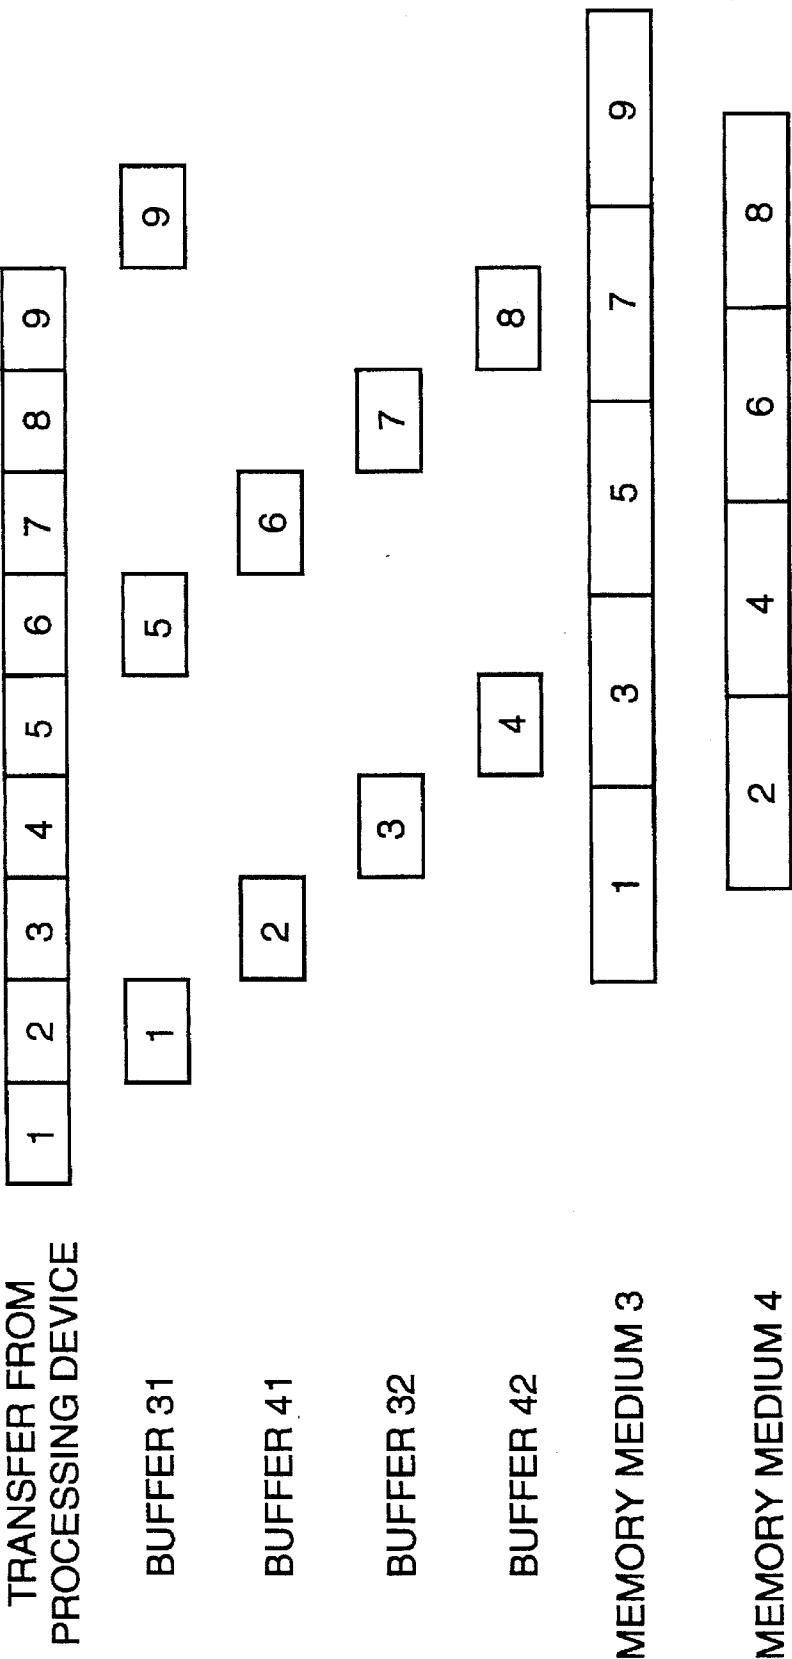 TRANSFER FROM
PROCESSING DEVICE
1 2 3 4 5 6 7 8 9
BUFFER 31
1 5 9
BUFFER 41
2 6
BUFFER 32
3 7
BUFFER 42
4 8
MEMORY MEDIUM 3
1 3 5 7 9
MEMORY MEDIUM 4
2 4 6 8